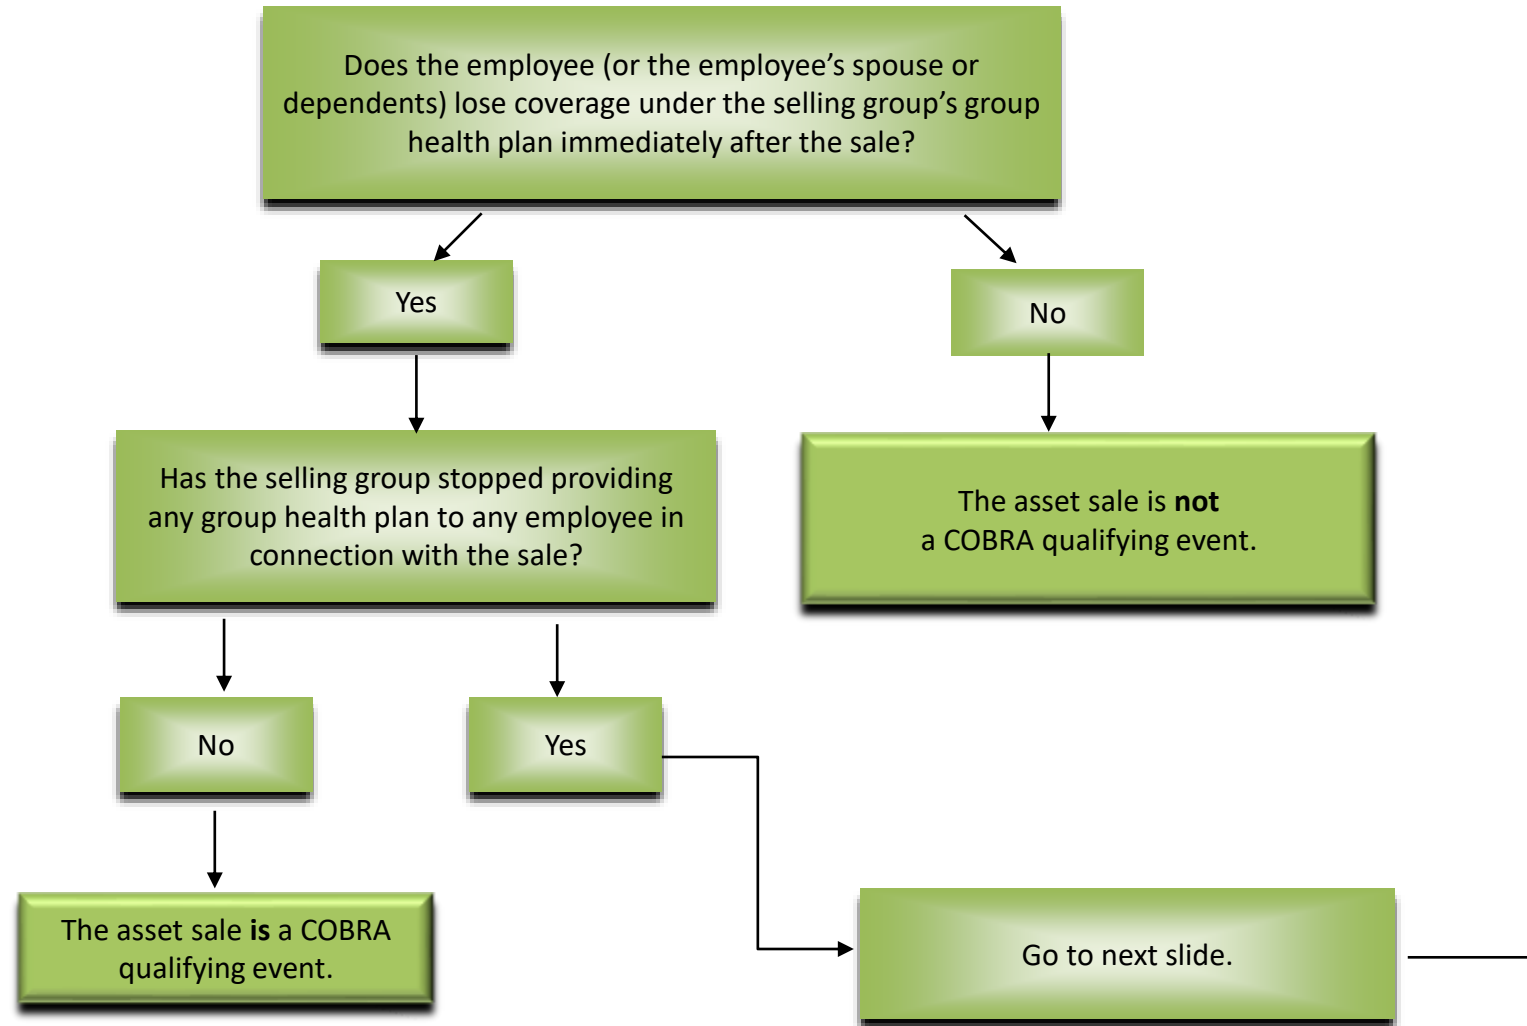 Does the employee (or the employee’s spouse or
dependents) lose coverage under the selling group’s group
health plan immediately after the sale?
Yes
No
Has the selling group stopped providing
any group health plan to any employee in
connection with the sale?
The asset sale is not
a COBRA qualifying event.
No
Yes
The asset sale is a COBRA
qualifying event.
Go to next slide.